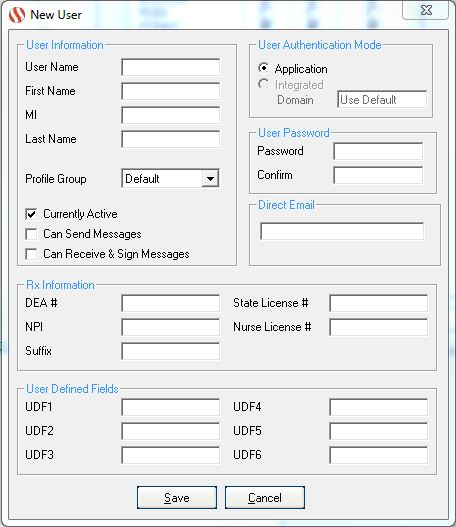 New User
User Information
User Name
First Name
MI
Last Name
Profile Group Default
Currently Active
Can Send Messages
Can Receive & Sign Messages
User Authentication Mode
Application
Integrated
Domain Use Default
User Password
Password
Confirm
Direct Email
Rx Information
DEA # State License #
NPI Nurse License #
Suffix
User Defined Fields
UDF1 UDF4
UDF2 UDF5
UDF3 UDF6
Save Cancel